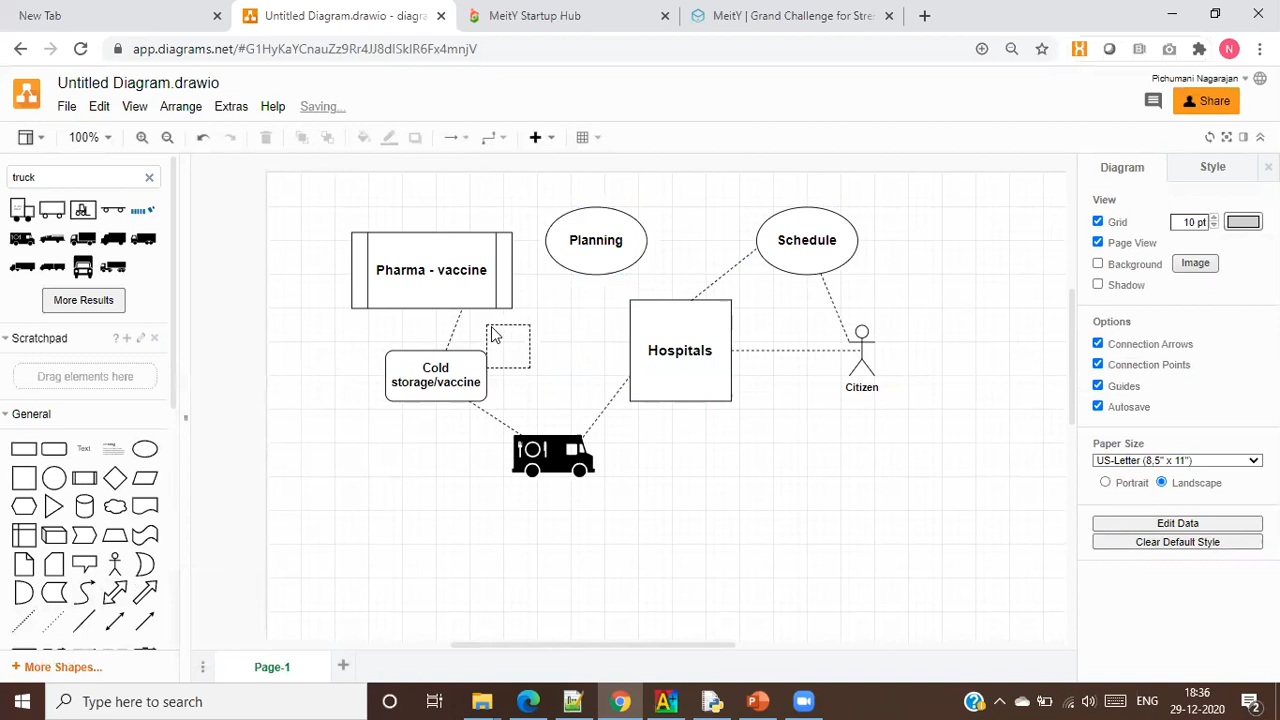 New Tab
Untitled Diagram.drawio - diagra
MeitY Startup Hub
MeitY | Grand Challenge for Stre
app.diagrams.net/#G1HyKaYCnauZz9Rr4JJ8dISkIR6Fx4mnjV
N
Untitled Diagram.drawio
Pichumani Nagarajan
File Edit View Arrange Extras Help Saving...
Share
100%
truck
Diagram
Style
View
Grid
10 pt
Page View
Background
Image
Shadow
Options
Connection Arrows
Connection Points
Guides
Autosave
Paper Size
US-Letter (8,5" x 11")
Portrait
Landscape
Edit Data
Clear Default Style
More Results
Scratchpad
Drag elements here
General
Text
More Shapes...
Pharma - vaccine
Planning
Schedule
Cold
storage/vaccine
Hospitals
Citizen
Page-1
Type here to search
ENG
18:36
29-12-2020
2